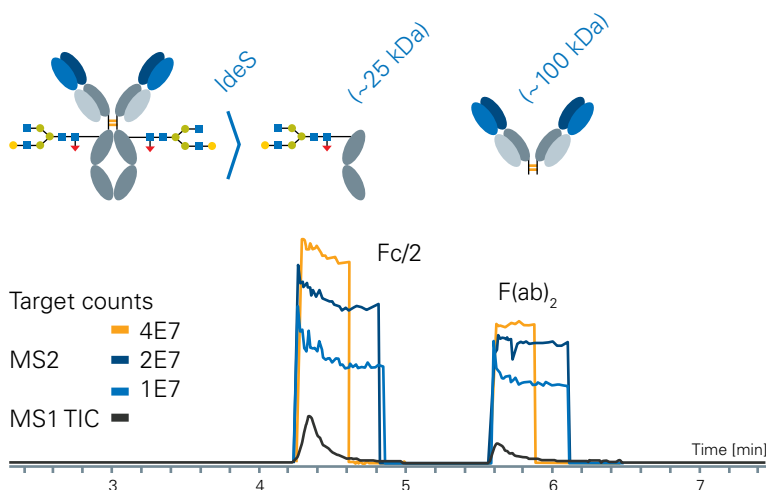 IdeS
(~25 kDa)
(~100 kDa)
Fc/2
F(ab)₂
Target counts
4E7
MS2
2E7
1E7
MS1 TIC
Time [min]
3 4 5 6 7